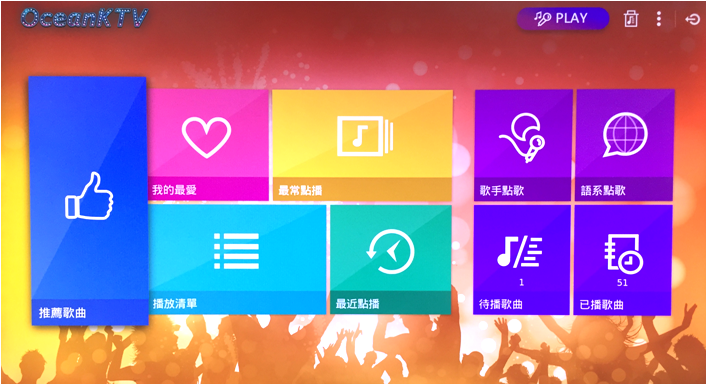 OceanKTV
PLAY
我的最愛
最常點播
歌手點歌
語系點歌
推薦歌曲
播放清單
最近點播
1
待播歌曲
51
已播歌曲